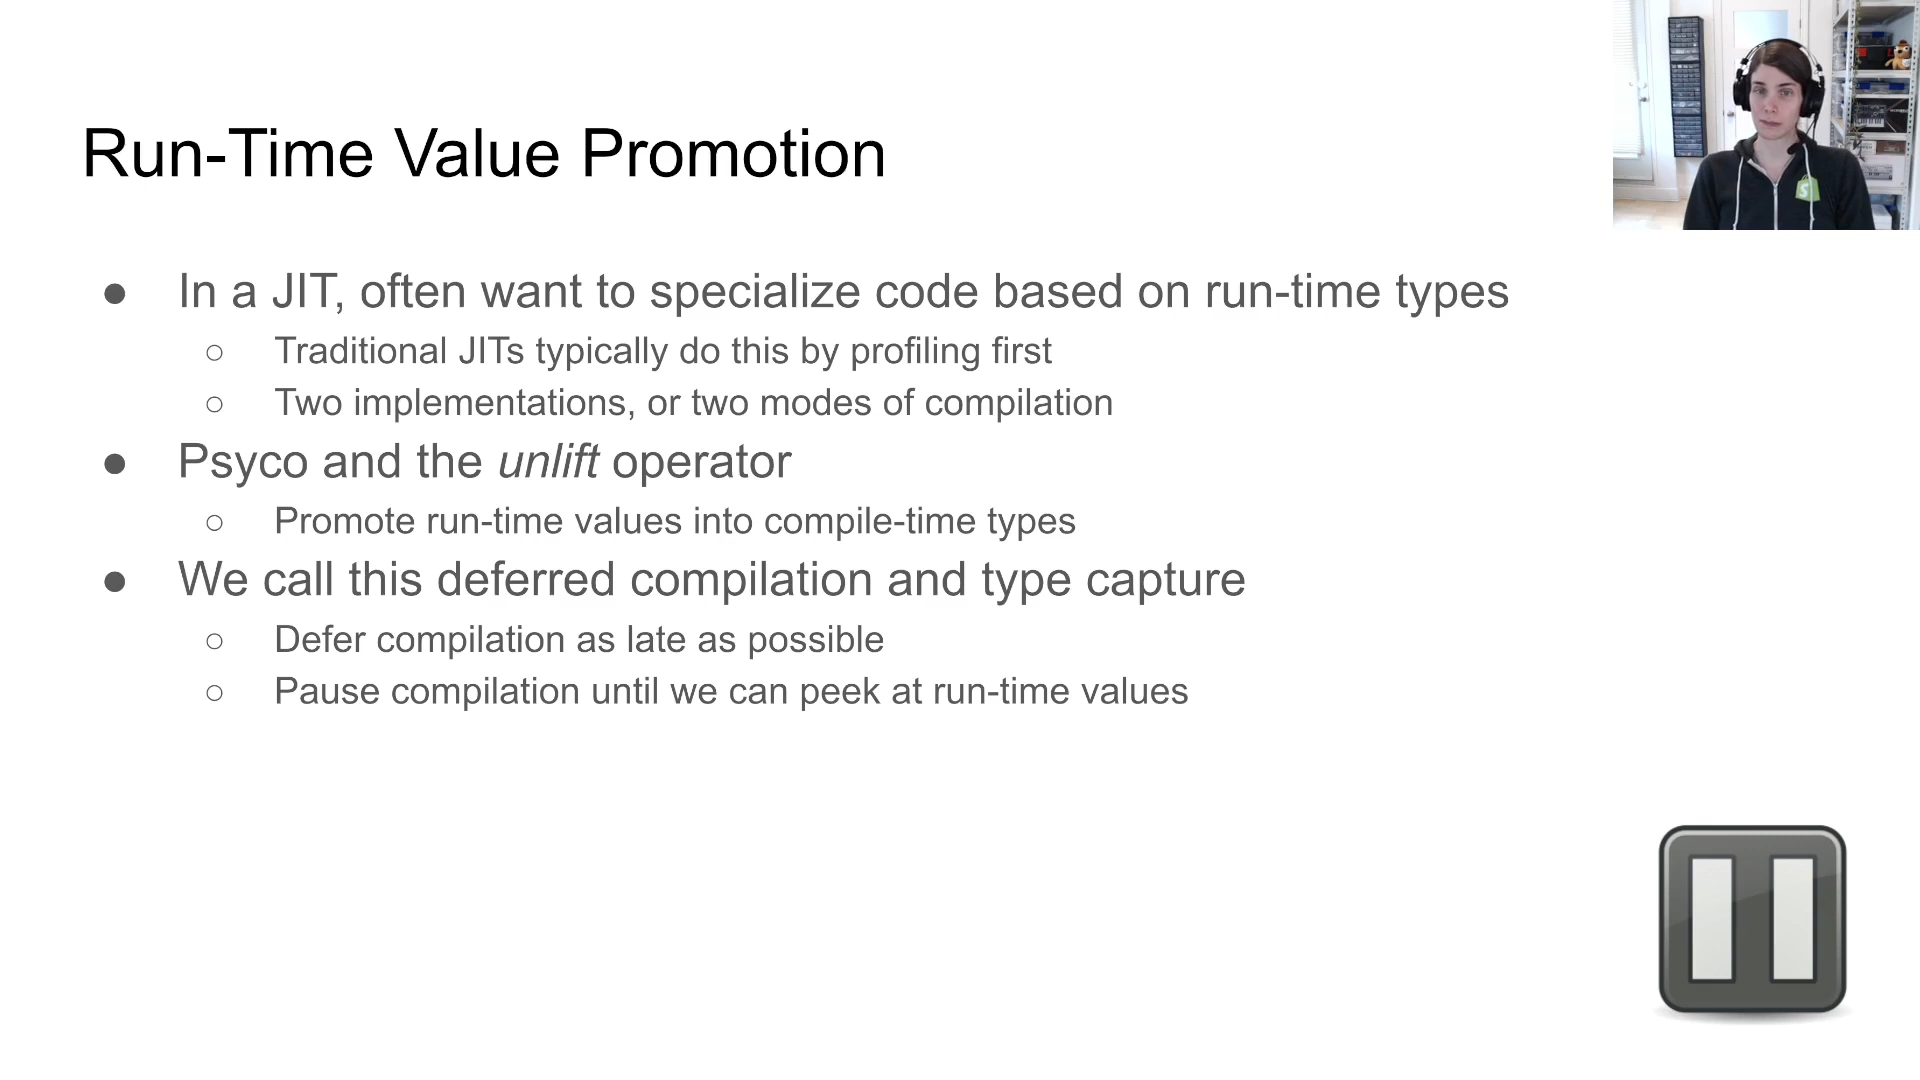 Run-Time Value Promotion
● In a JIT, often want to specialize code based on run-time types
○ Traditional JITs typically do this by profiling first
○ Two implementations, or two modes of compilation
● Psyco and the unlift operator
○ Promote run-time values into compile-time types
● We call this deferred compilation and type capture
○ Defer compilation as late as possible
○ Pause compilation until we can peek at run-time values